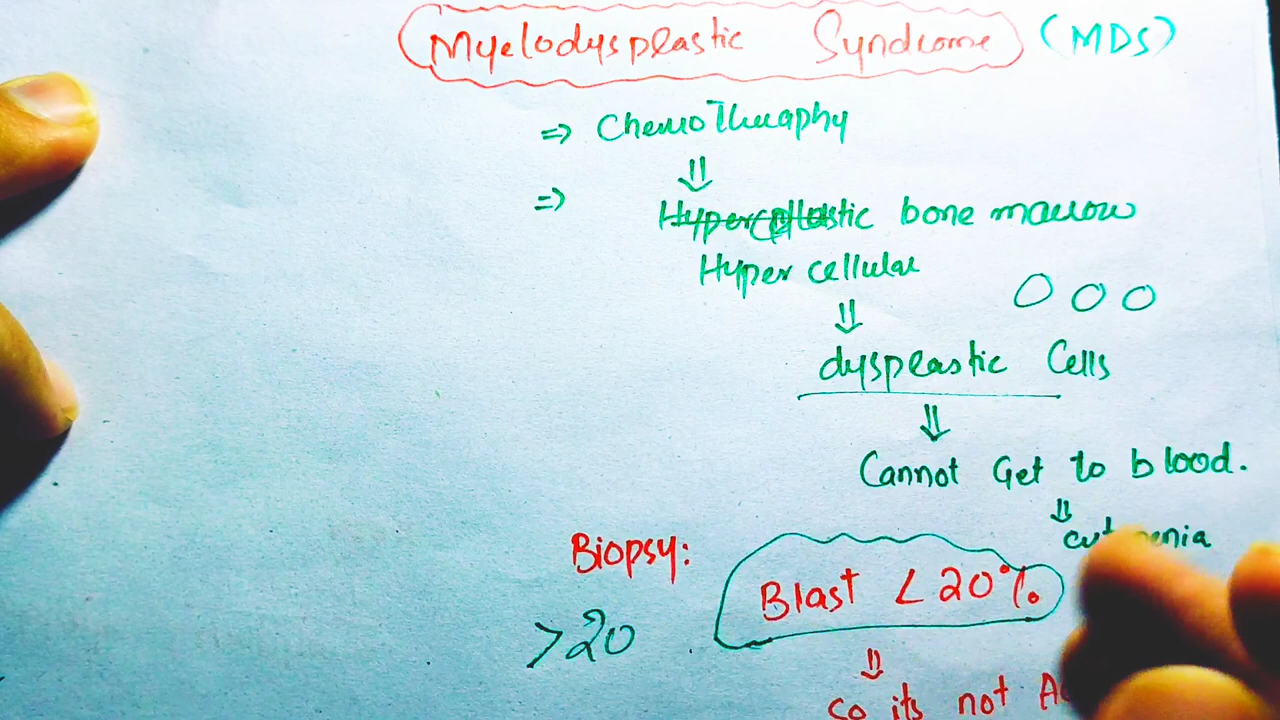 Myelodysplastic Syndrome (MDS)
⇒ ChemoTheraphy
⇓
⇒ bone marrow
Hyper cellular
⇓
dysplastic Cells
⇓
Cannot Get to blood.
⇓
Biopsy:
Blast < 20%
>20
⇓
so its not